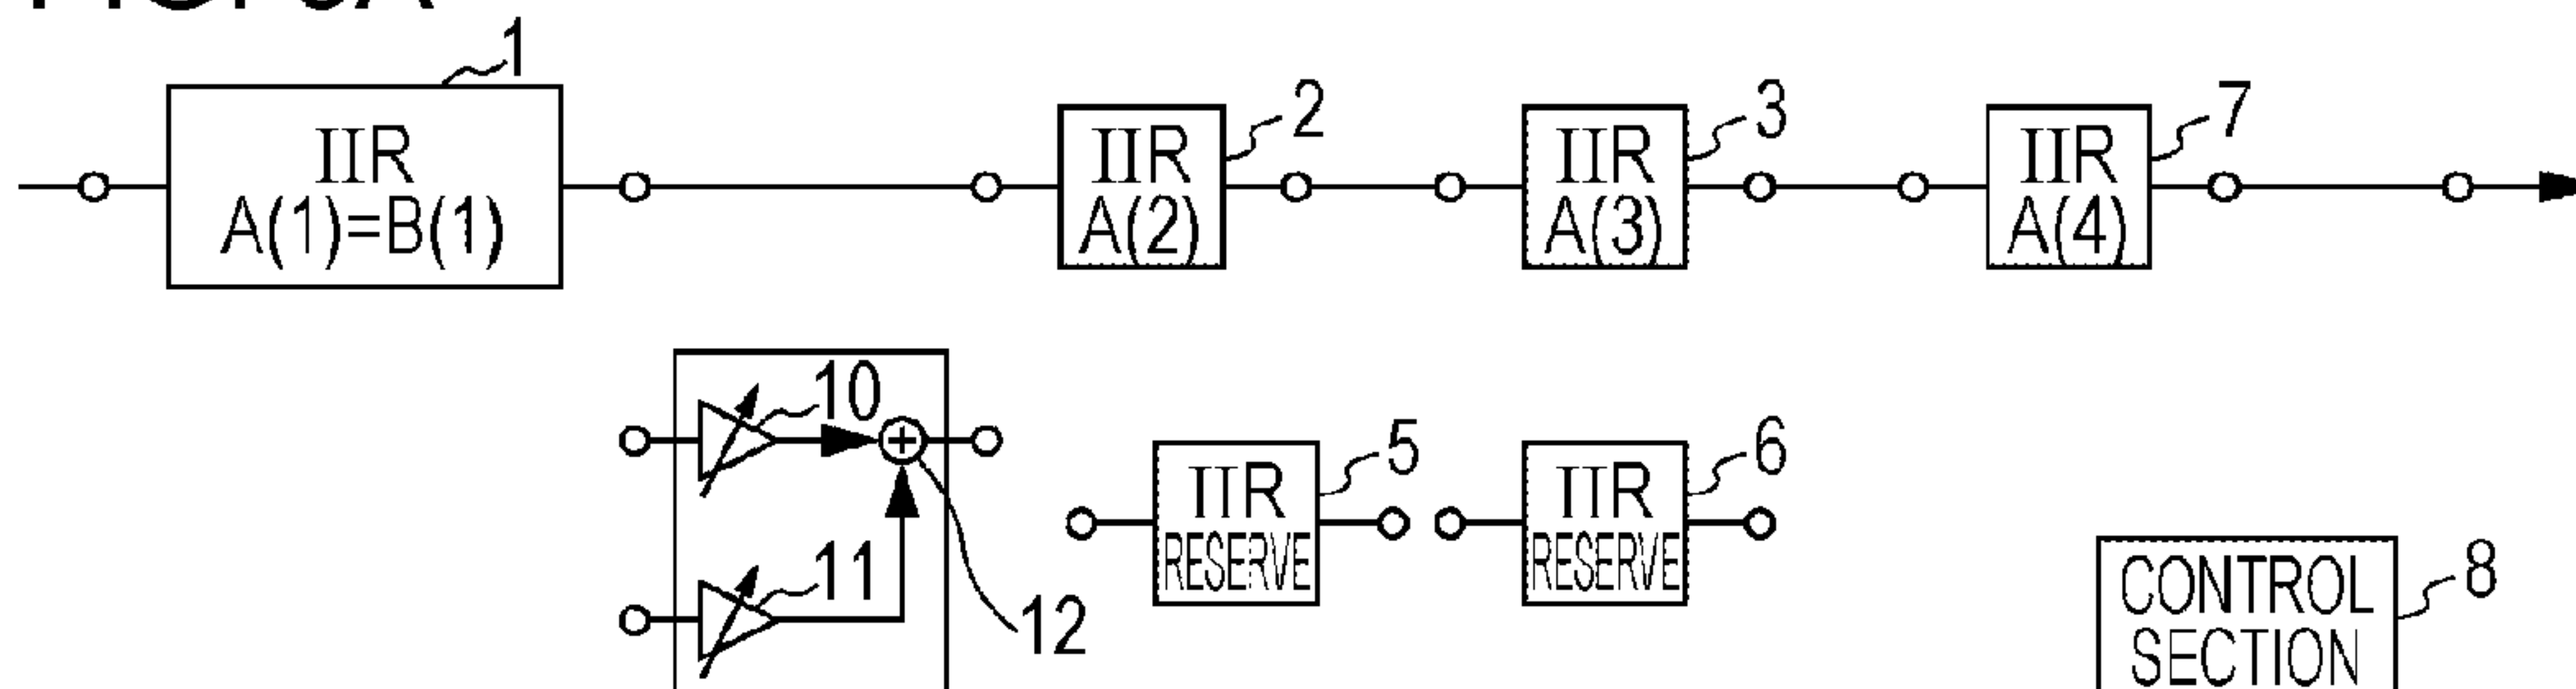 1
IIR
A(1)=B(1)
2
IIR
A(2)
3
IIR
A(3)
7
IIR
A(4)
10
11
12
5
IIR
RESERVE
6
IIR
RESERVE
8
CONTROL
SECTION